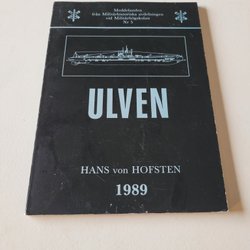 Meddelanden
från Militärhistoriska avdelningen
vid Militärhögskolan
Nr 5
ULVEN
HANS von HOFSTEN
1989